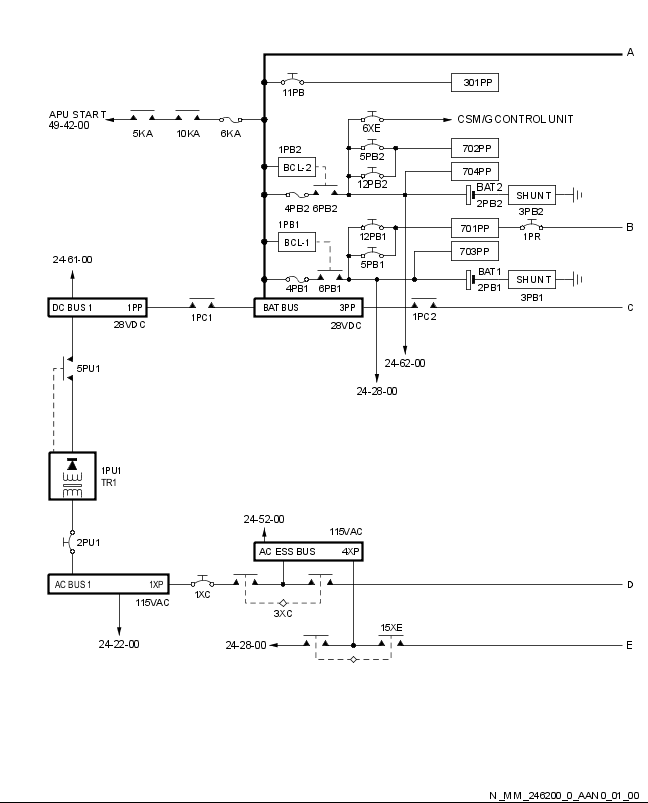 A
11PB
301PP
APU START
49-42-00
5KA
10KA
6KA
6XE
CSM/G CONTROL UNIT
1PB2
BCL-2
5PB2
702PP
12PB2
704PP
4PB2
6PB2
BAT2
2PB2
SHUNT
3PB2
1PB1
BCL-1
12PB1
701PP
1PR
B
5PB1
703PP
24-61-00
4PB1
6PB1
BAT1
2PB1
SHUNT
3PB1
DC BUS 1 1PP
28VDC
1PC1
BAT BUS 3PP
28VDC
1PC2
C
24-62-00
5PU1
24-28-00
1PU1
TR1
24-52-00
2PU1
115VAC
AC ESS BUS 4XP
AC BUS 1 1XP
115VAC
1XC
3XC
D
24-22-00
24-28-00
15XE
E
N_MM_246200_0_AAN0_01_00